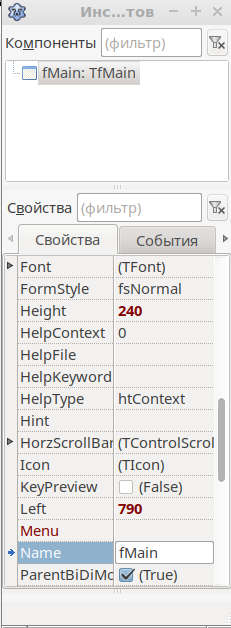 Инс...тов
Компоненты (фильтр)
fMain: TfMain
Свойства (фильтр)
Свойства События
Font (TFont)
FormStyle fsNormal
Height 240
HelpContext 0
HelpFile
HelpKeyword
HelpType htContext
Hint
HorzScrollBar (TControlScrol
Icon (TIcon)
KeyPreview (False)
Left 790
Menu
Name fMain
ParentBiDiMo (True)